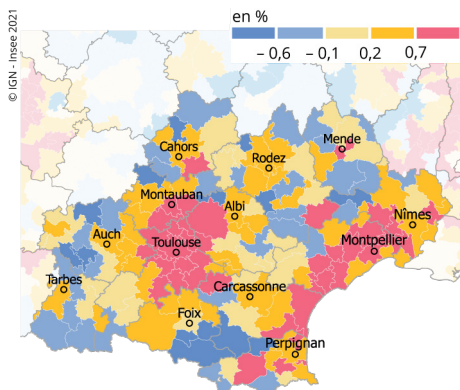 © IGN - Insee 2021
en %
– 0,6 – 0,1 0,2 0,7
Mende
Cahors
Rodez
Montauban
Albi
Nîmes
Auch
Toulouse
Montpellier
Tarbes
Carcassonne
Foix
Perpignan